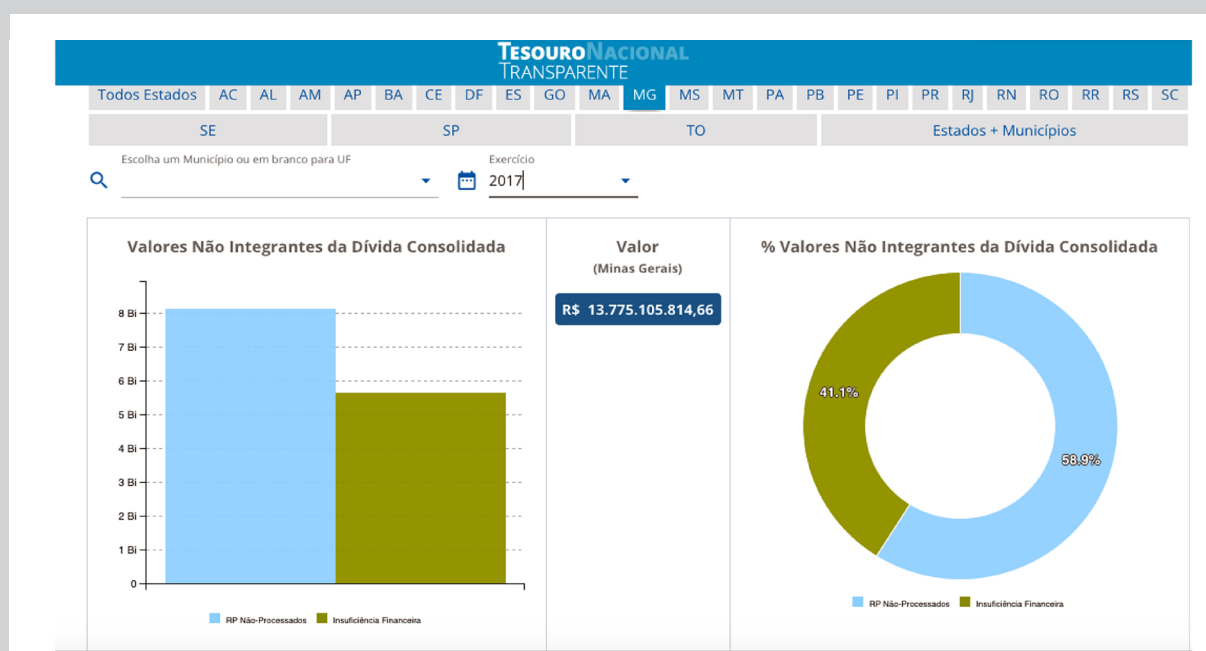 TESOURO NACIONAL
TRANSPARENTE
Todos Estados AC AL AM AP BA CE DF ES GO MA MG MS MT PA PB PE PI PR RJ RN RO RR RS SC
SE SP TO Estados + Municípios
Escolha um Município ou em branco para UF
Exercício
2017
Valores Não Integrantes da Dívida Consolidada
8 Bi
7 Bi
6 Bi
5 Bi
4 Bi
3 Bi
2 Bi
1 Bi
0
RP Não-Processados Insuficiência Financeira
Valor
(Minas Gerais)
R$ 13.775.105.814,66
% Valores Não Integrantes da Dívida Consolidada
41.1%
58.9%
RP Não-Processados Insuficiência Financeira